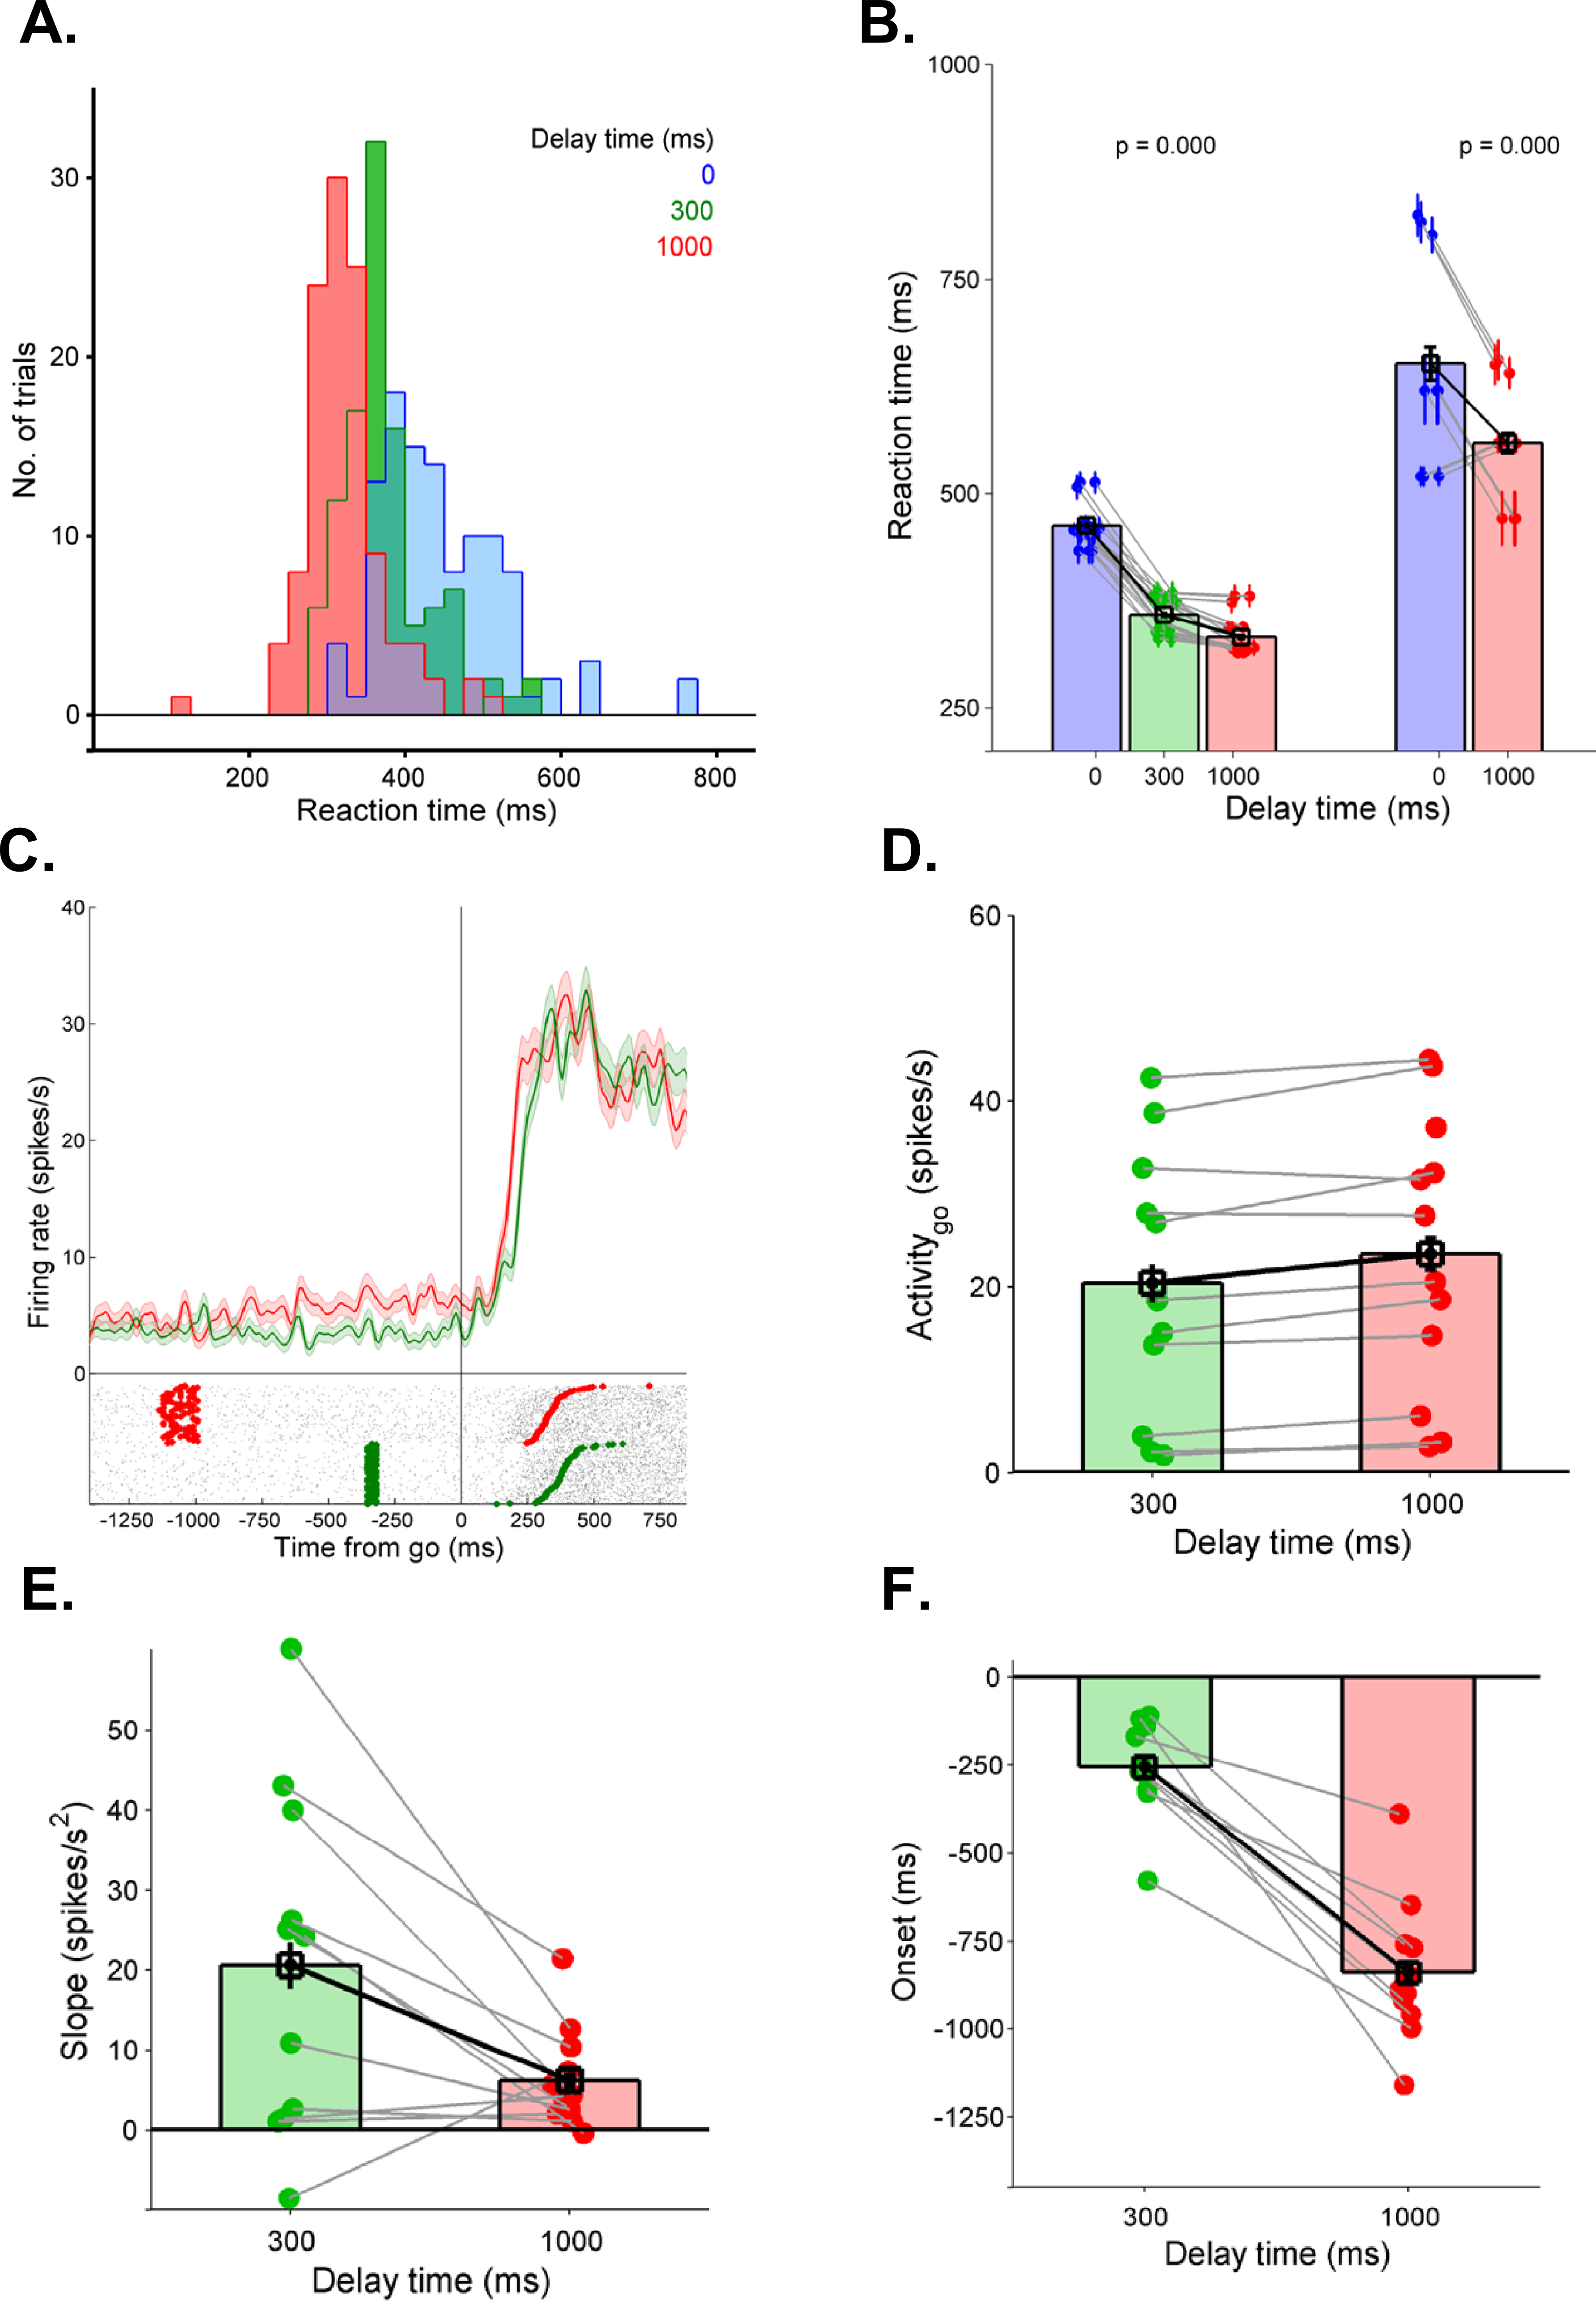 A.
B.
30
20
10
0
No. of trials
Delay time (ms)
0
300
1000
200 400 600 800
Reaction time (ms)
1000
750
500
250
Reaction time (ms)
p = 0.000
p = 0.000
0 300 1000 0 1000
Delay time (ms)
C.
D.
40
30
20
10
0
Firing rate (spikes/s)
-1250 -1000 -750 -500 -250 0 250 500 750
Time from go (ms)
60
40
20
0
Activitygo (spikes/s)
300 1000
Delay time (ms)
E.
F.
50
40
30
20
10
0
Slope (spikes/s²)
300 1000
Delay time (ms)
0
-250
-500
-750
-1000
-1250
Onset (ms)
300 1000
Delay time (ms)